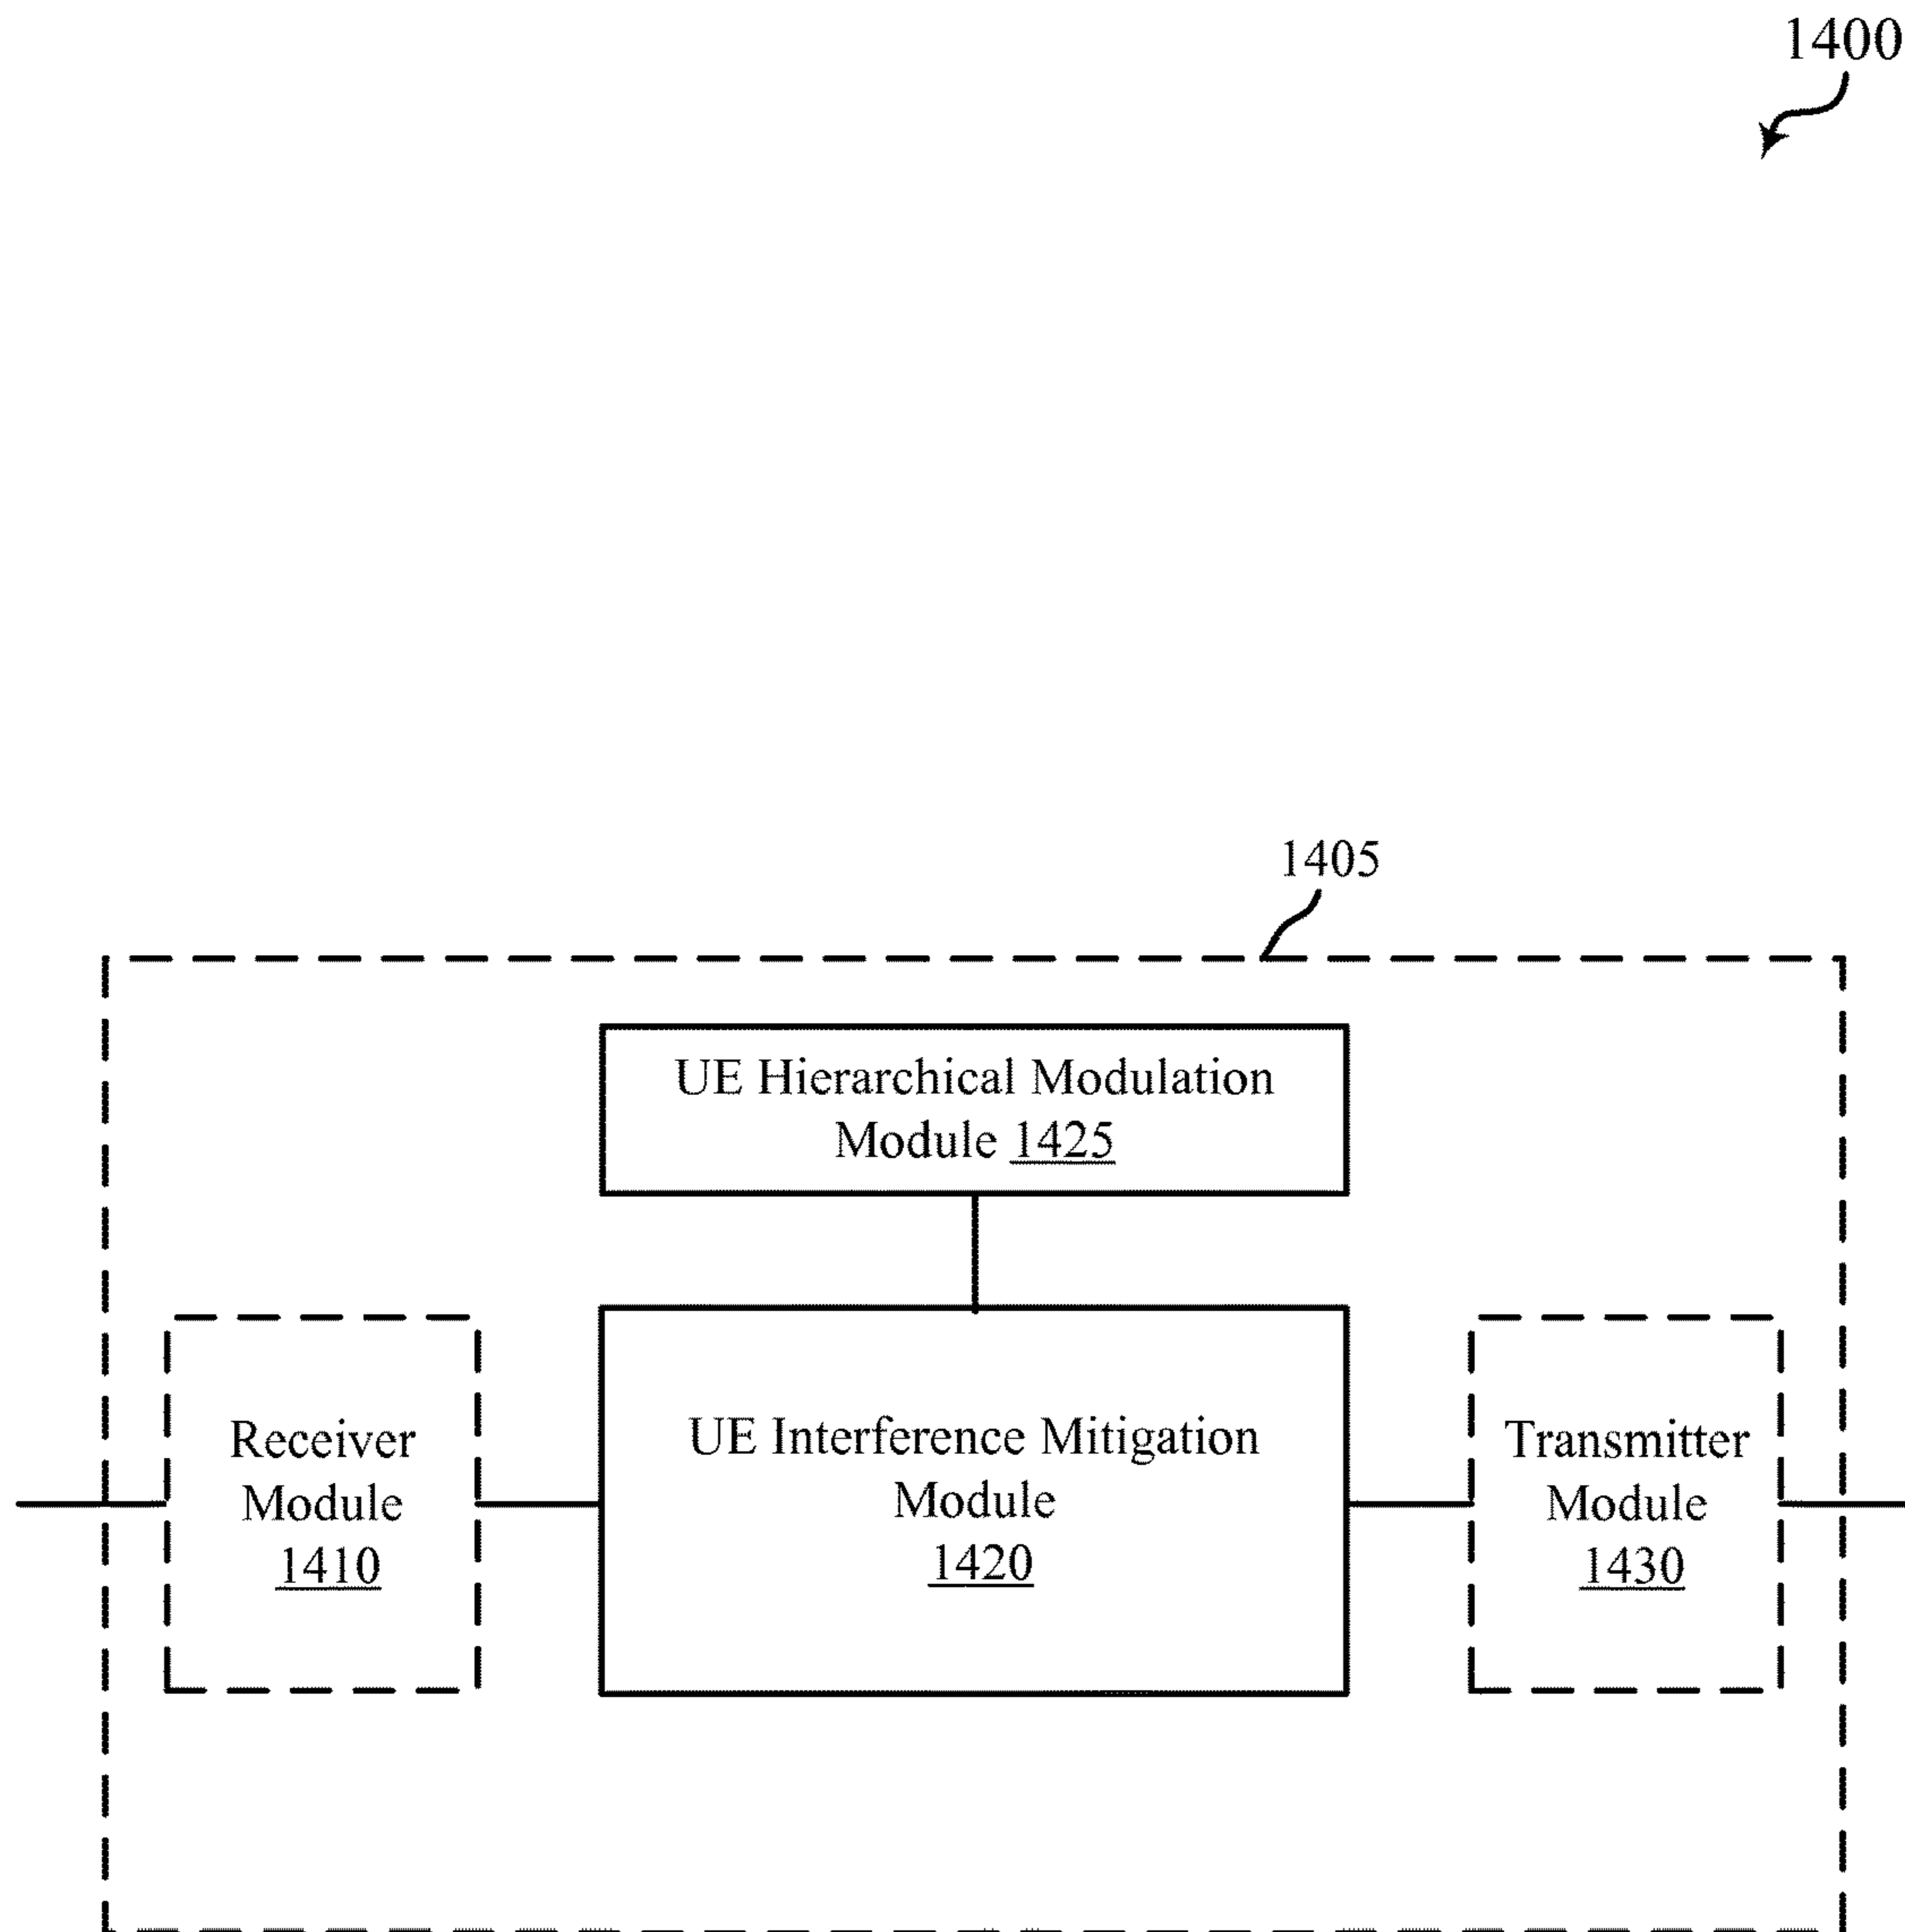 1400
1405
UE Hierarchical Modulation
Module 1425
Receiver
Module
1410
UE Interference Mitigation
Module
1420
Transmitter
Module
1430